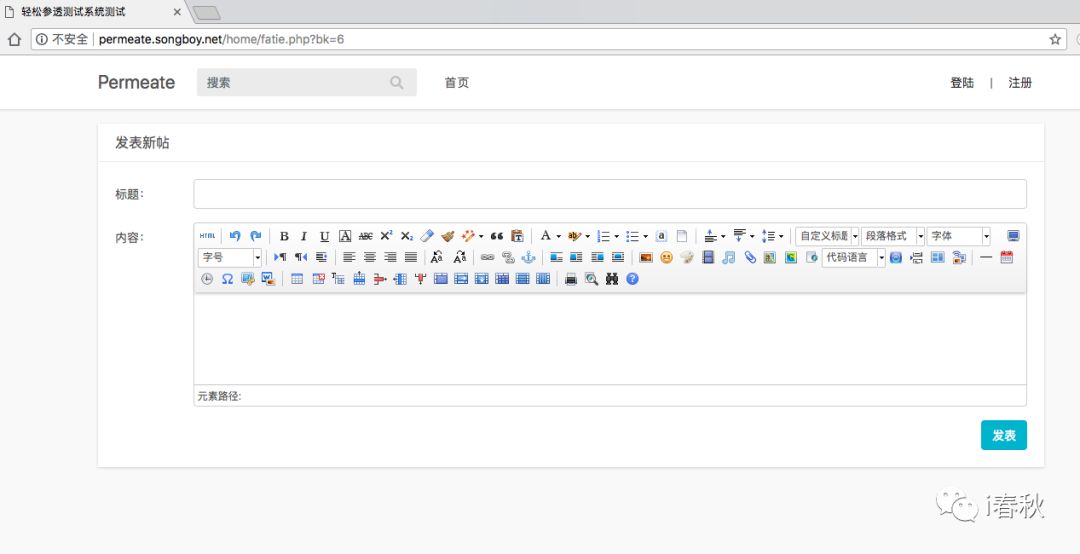 轻松参透测试系统测试
不安全 permeate.songboy.net/home/fatie.php?bk=6
Permeate 搜索 首页 登陆 | 注册
发表新帖
标题：
内容：
HTML B I U A ABC X² X₂ A ab a 自定义标题 段落格式 字体
字号 代码语言
元素路径:
发表
i春秋